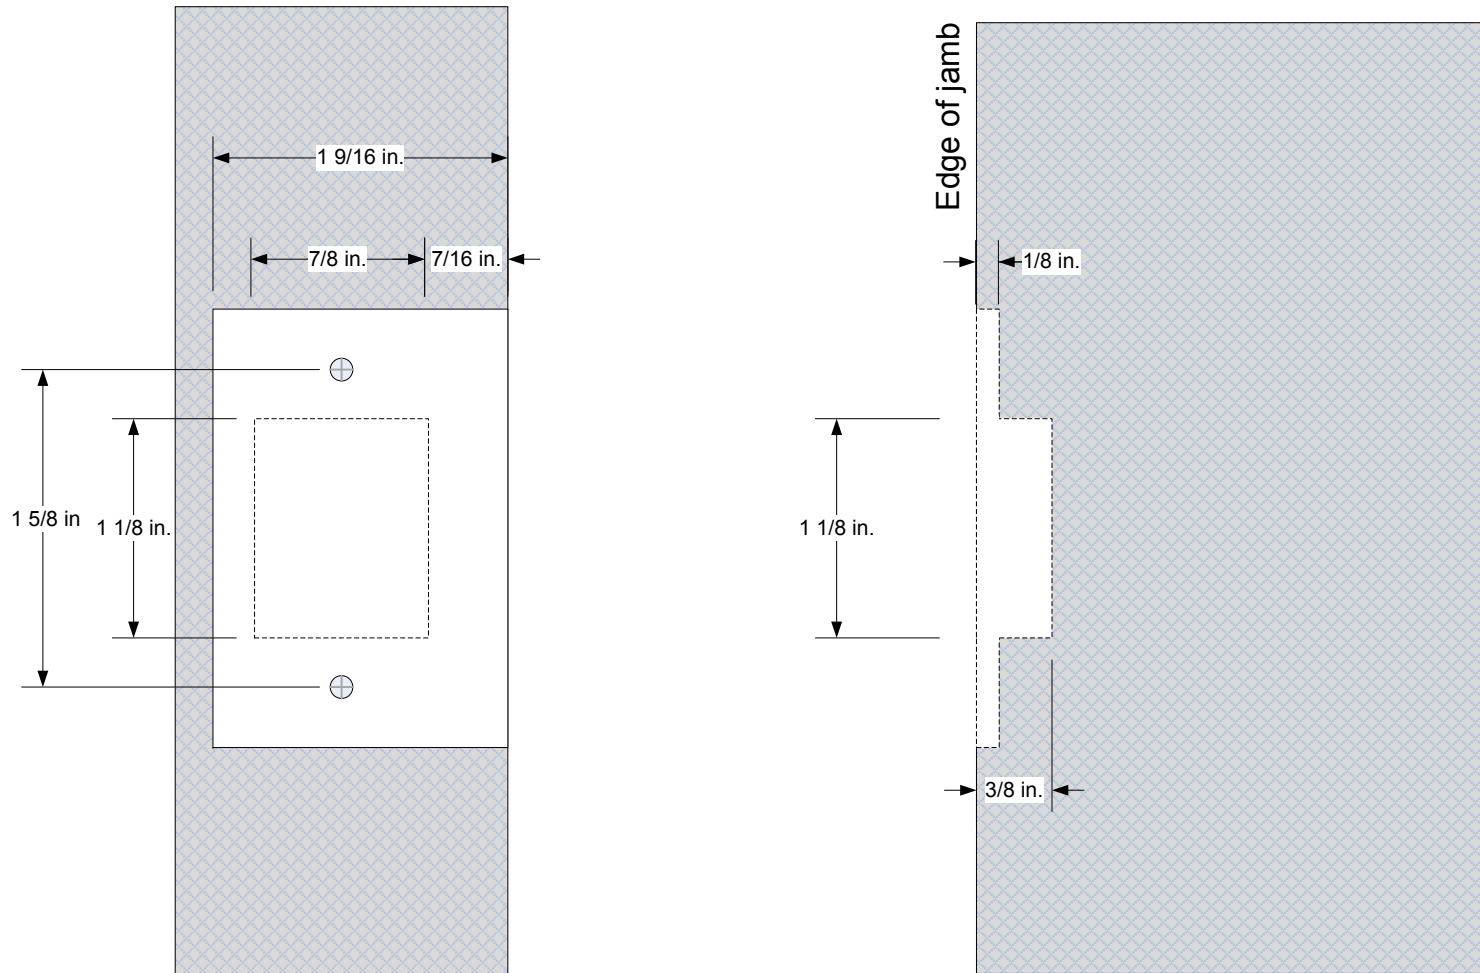 1 9/16 in.
7/8 in.
7/16 in.
1 5/8 in
1 1/8 in.
Edge of jamb
1/8 in.
1 1/8 in.
3/8 in.